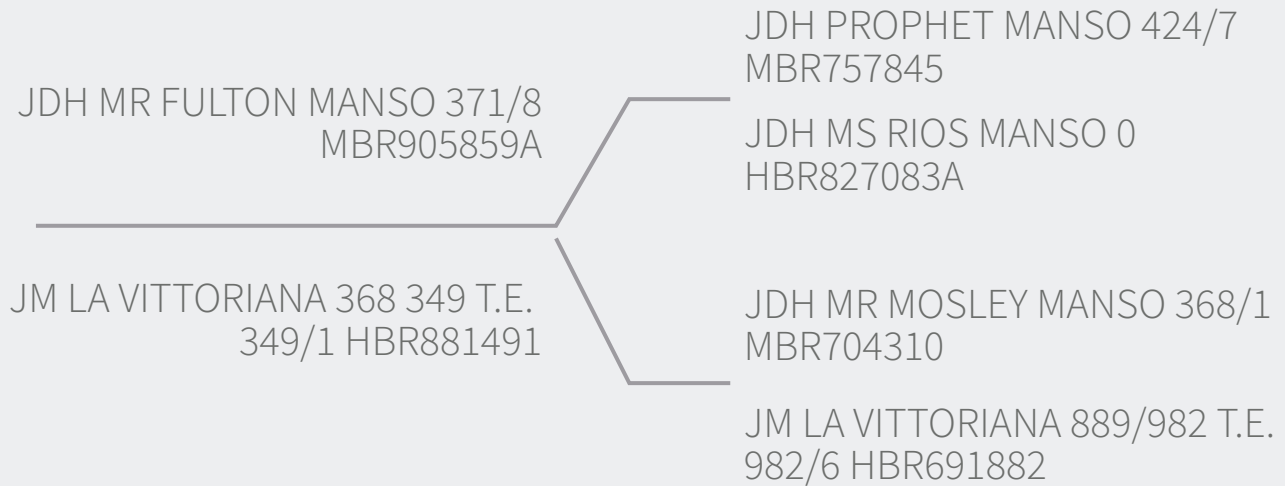 JDH MR FULTON MANSO 371/8
MBR905859A
JM LA VITTORIANA 368 349 T.E.
349/1 HBR881491
JDH PROPHET MANSO 424/7
MBR757845
JDH MS RIOS MANSO 0
HBR827083A
JDH MR MOSLEY MANSO 368/1
MBR704310
JM LA VITTORIANA 889/982 T.E.
982/6 HBR691882